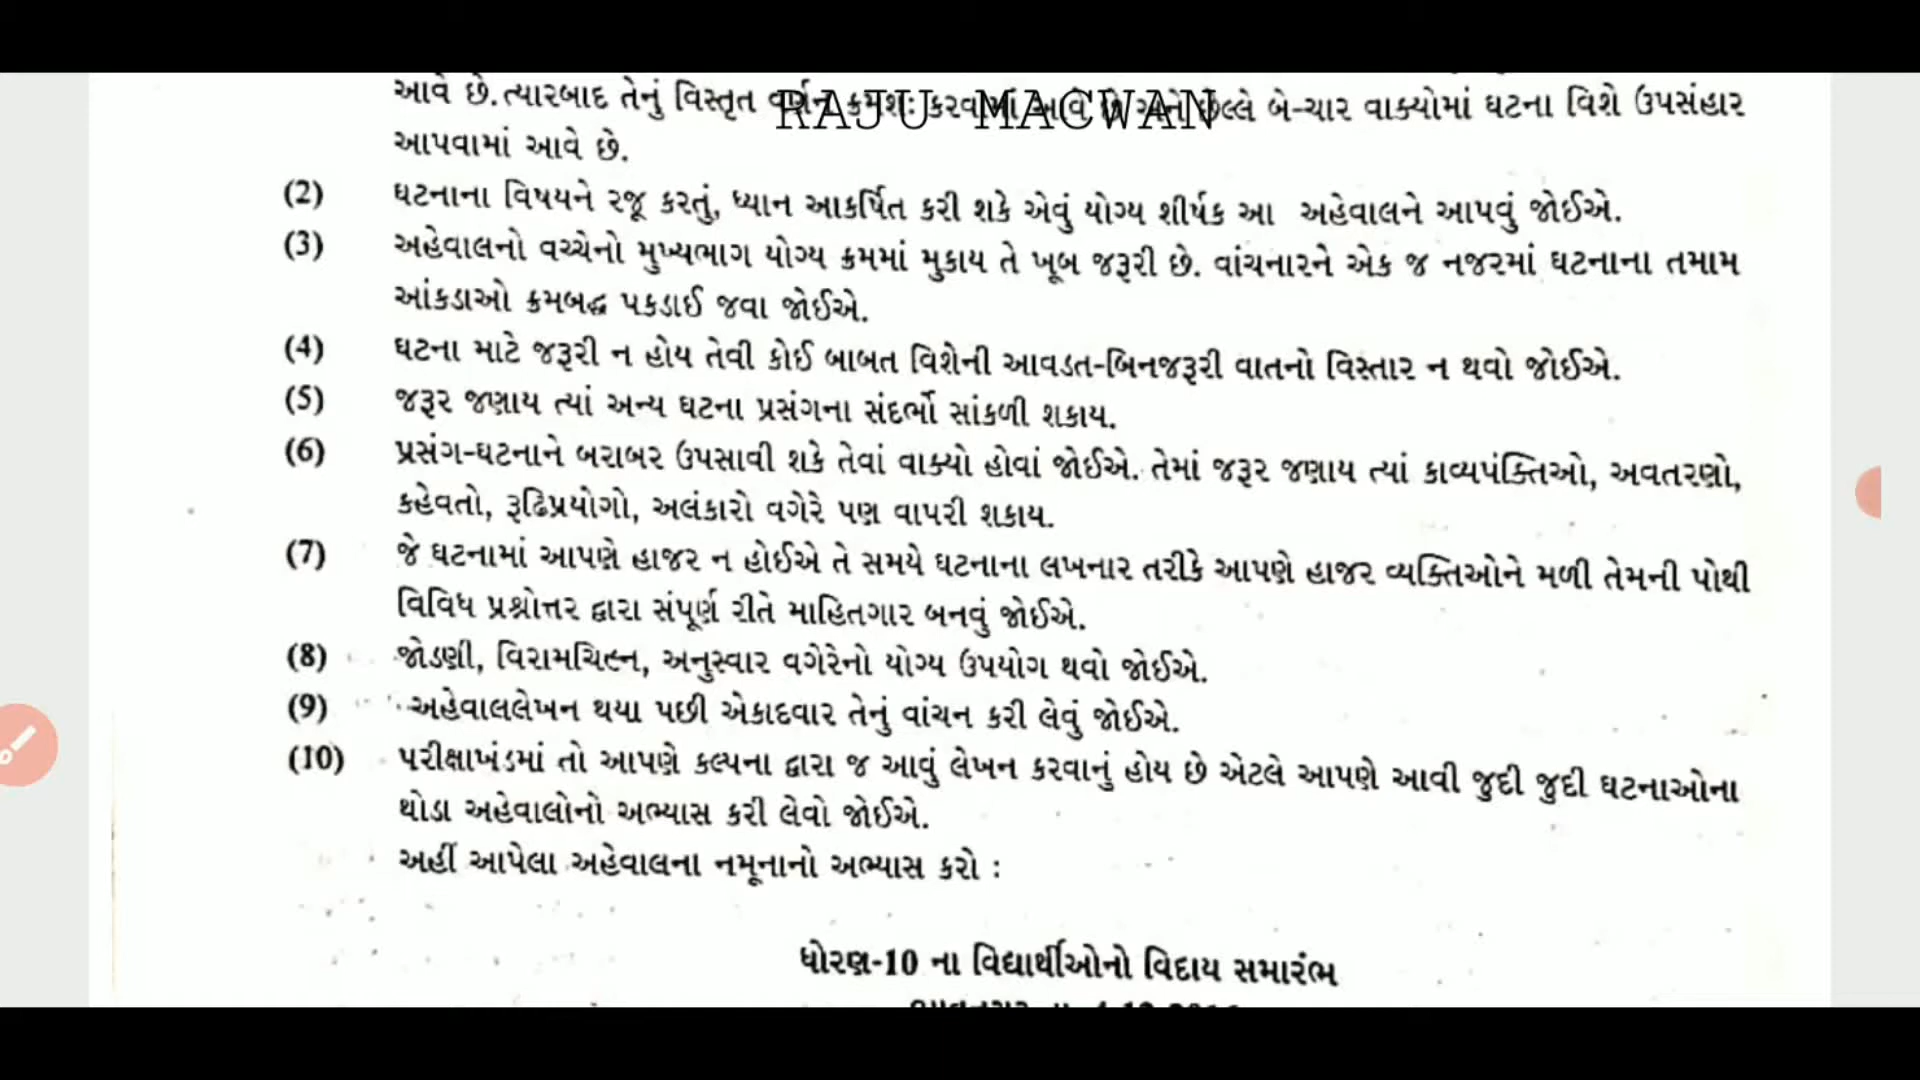 આવે છે.ત્યારબાદ તેનું વિસ્તૃત વર્ણન ક્રમશઃ કરવામાં આવે છે અને છેલ્લે બે-ચાર વાક્યોમાં ઘટના વિશે ઉપસંહાર
RAJU MACWAN
આપવામાં આવે છે.
(2) ઘટનાના વિષયને રજૂ કરતું, ધ્યાન આકર્ષિત કરી શકે એવું યોગ્ય શીર્ષક આ અહેવાલને આપવું જોઈએ.
(3) અહેવાલનો વચ્ચેનો મુખ્યભાગ યોગ્ય ક્રમમાં મુકાય તે ખૂબ જરૂરી છે. વાંચનારને એક જ નજરમાં ઘટનાના તમામ
આંકડાઓ ક્રમબદ્ધ પકડાઈ જવા જોઈએ.
(4) ઘટના માટે જરૂરી ન હોય તેવી કોઈ બાબત વિશેની આવડત-બિનજરૂરી વાતનો વિસ્તાર ન થવો જોઈએ.
(5) જરૂર જણાય ત્યાં અન્ય ઘટના પ્રસંગના સંદર્ભો સાંકળી શકાય.
(6) પ્રસંગ-ઘટનાને બરાબર ઉપસાવી શકે તેવાં વાક્યો હોવાં જોઈએ. તેમાં જરૂર જણાય ત્યાં કાવ્યપંક્તિઓ, અવતરણો,
કહેવતો, રૂઢિપ્રયોગો, અલંકારો વગેરે પણ વાપરી શકાય.
(7) જે ઘટનામાં આપણે હાજર ન હોઈએ તે સમયે ઘટનાના લખનાર તરીકે આપણે હાજર વ્યક્તિઓને મળી તેમની પોથી
વિવિધ પ્રશ્નોત્તર દ્વારા સંપૂર્ણ રીતે માહિતગાર બનવું જોઈએ.
(8) જોડણી, વિરામચિહ્ન, અનુસ્વાર વગેરેનો યોગ્ય ઉપયોગ થવો જોઈએ.
(9) અહેવાલલેખન થયા પછી એકાદવાર તેનું વાંચન કરી લેવું જોઈએ.
(10) પરીક્ષાખંડમાં તો આપણે કલ્પના દ્વારા જ આવું લેખન કરવાનું હોય છે એટલે આપણે આવી જુદી જુદી ઘટનાઓના
થોડા અહેવાલોનો અભ્યાસ કરી લેવો જોઈએ.
અહીં આપેલા અહેવાલના નમૂનાનો અભ્યાસ કરો :
ધોરણ-10 ના વિદ્યાર્થીઓનો વિદાય સમારંભ